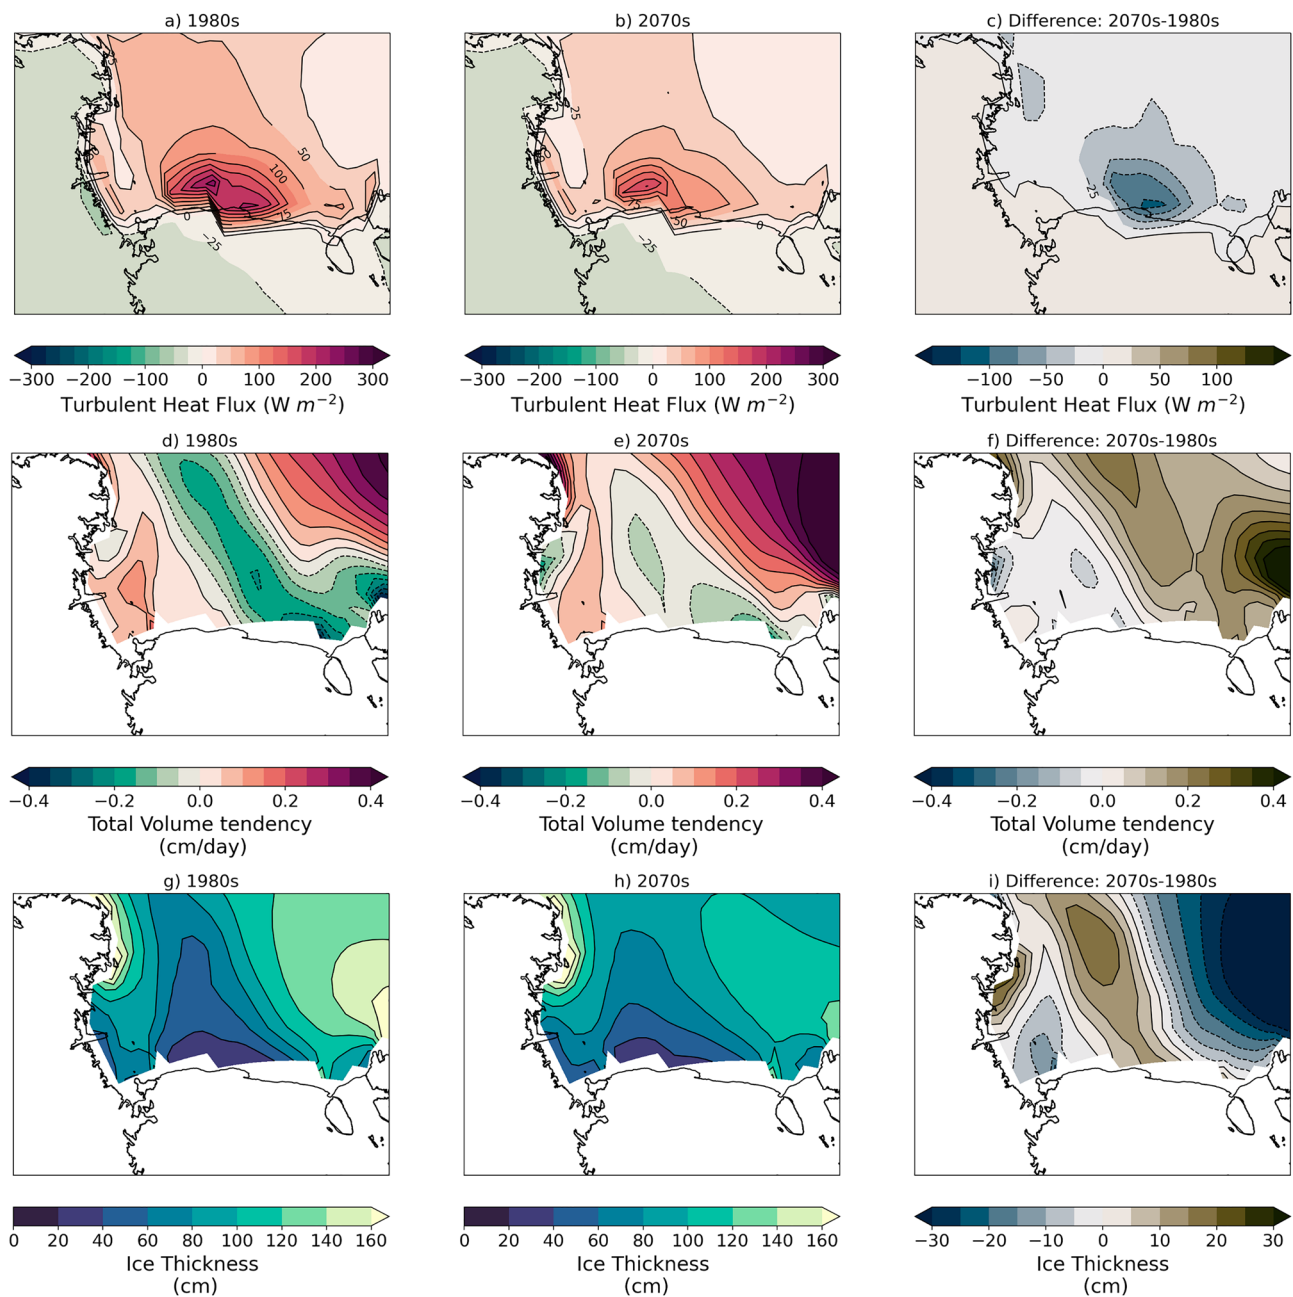 a) 1980s
b) 2070s
c) Difference: 2070s-1980s
50
100
75
0
−25
25
75
50
0
−25
25
−300 −200 −100 0 100 200 300
−300 −200 −100 0 100 200 300
−100 −50 0 50 100
Turbulent Heat Flux (W m⁻²)
Turbulent Heat Flux (W m⁻²)
Turbulent Heat Flux (W m⁻²)
d) 1980s
e) 2070s
f) Difference: 2070s-1980s
−0.4 −0.2 0.0 0.2 0.4
−0.4 −0.2 0.0 0.2 0.4
−0.4 −0.2 0.0 0.2 0.4
Total Volume tendency
(cm/day)
Total Volume tendency
(cm/day)
Total Volume tendency
(cm/day)
g) 1980s
h) 2070s
i) Difference: 2070s-1980s
0 20 40 60 80 100 120 140 160
0 20 40 60 80 100 120 140 160
−30 −20 −10 0 10 20 30
Ice Thickness
(cm)
Ice Thickness
(cm)
Ice Thickness
(cm)